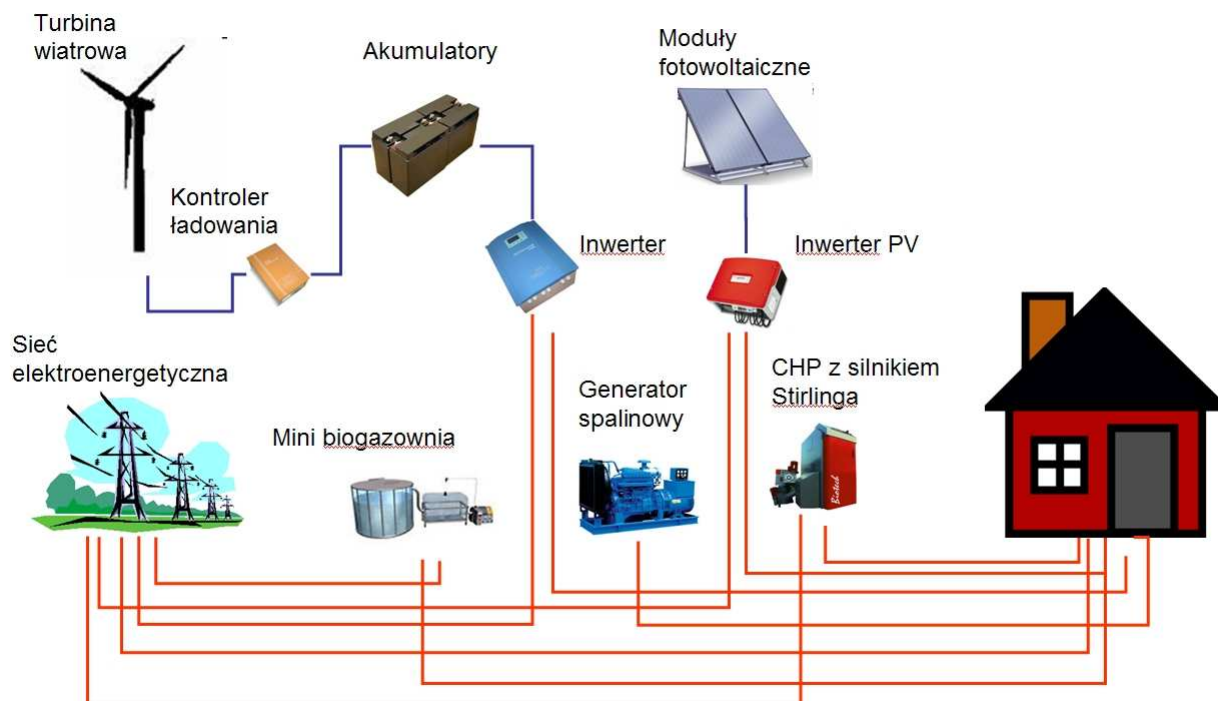 Turbina
wiatrowa
Akumulatory
Moduły
fotowoltaiczne
Kontroler
ładowania
Inwerter
Inwerter PV
Sieć
elektroenergetyczna
Mini biogazownia
Generator
spalinowy
CHP z silnikiem
Stirlinga
Biotech